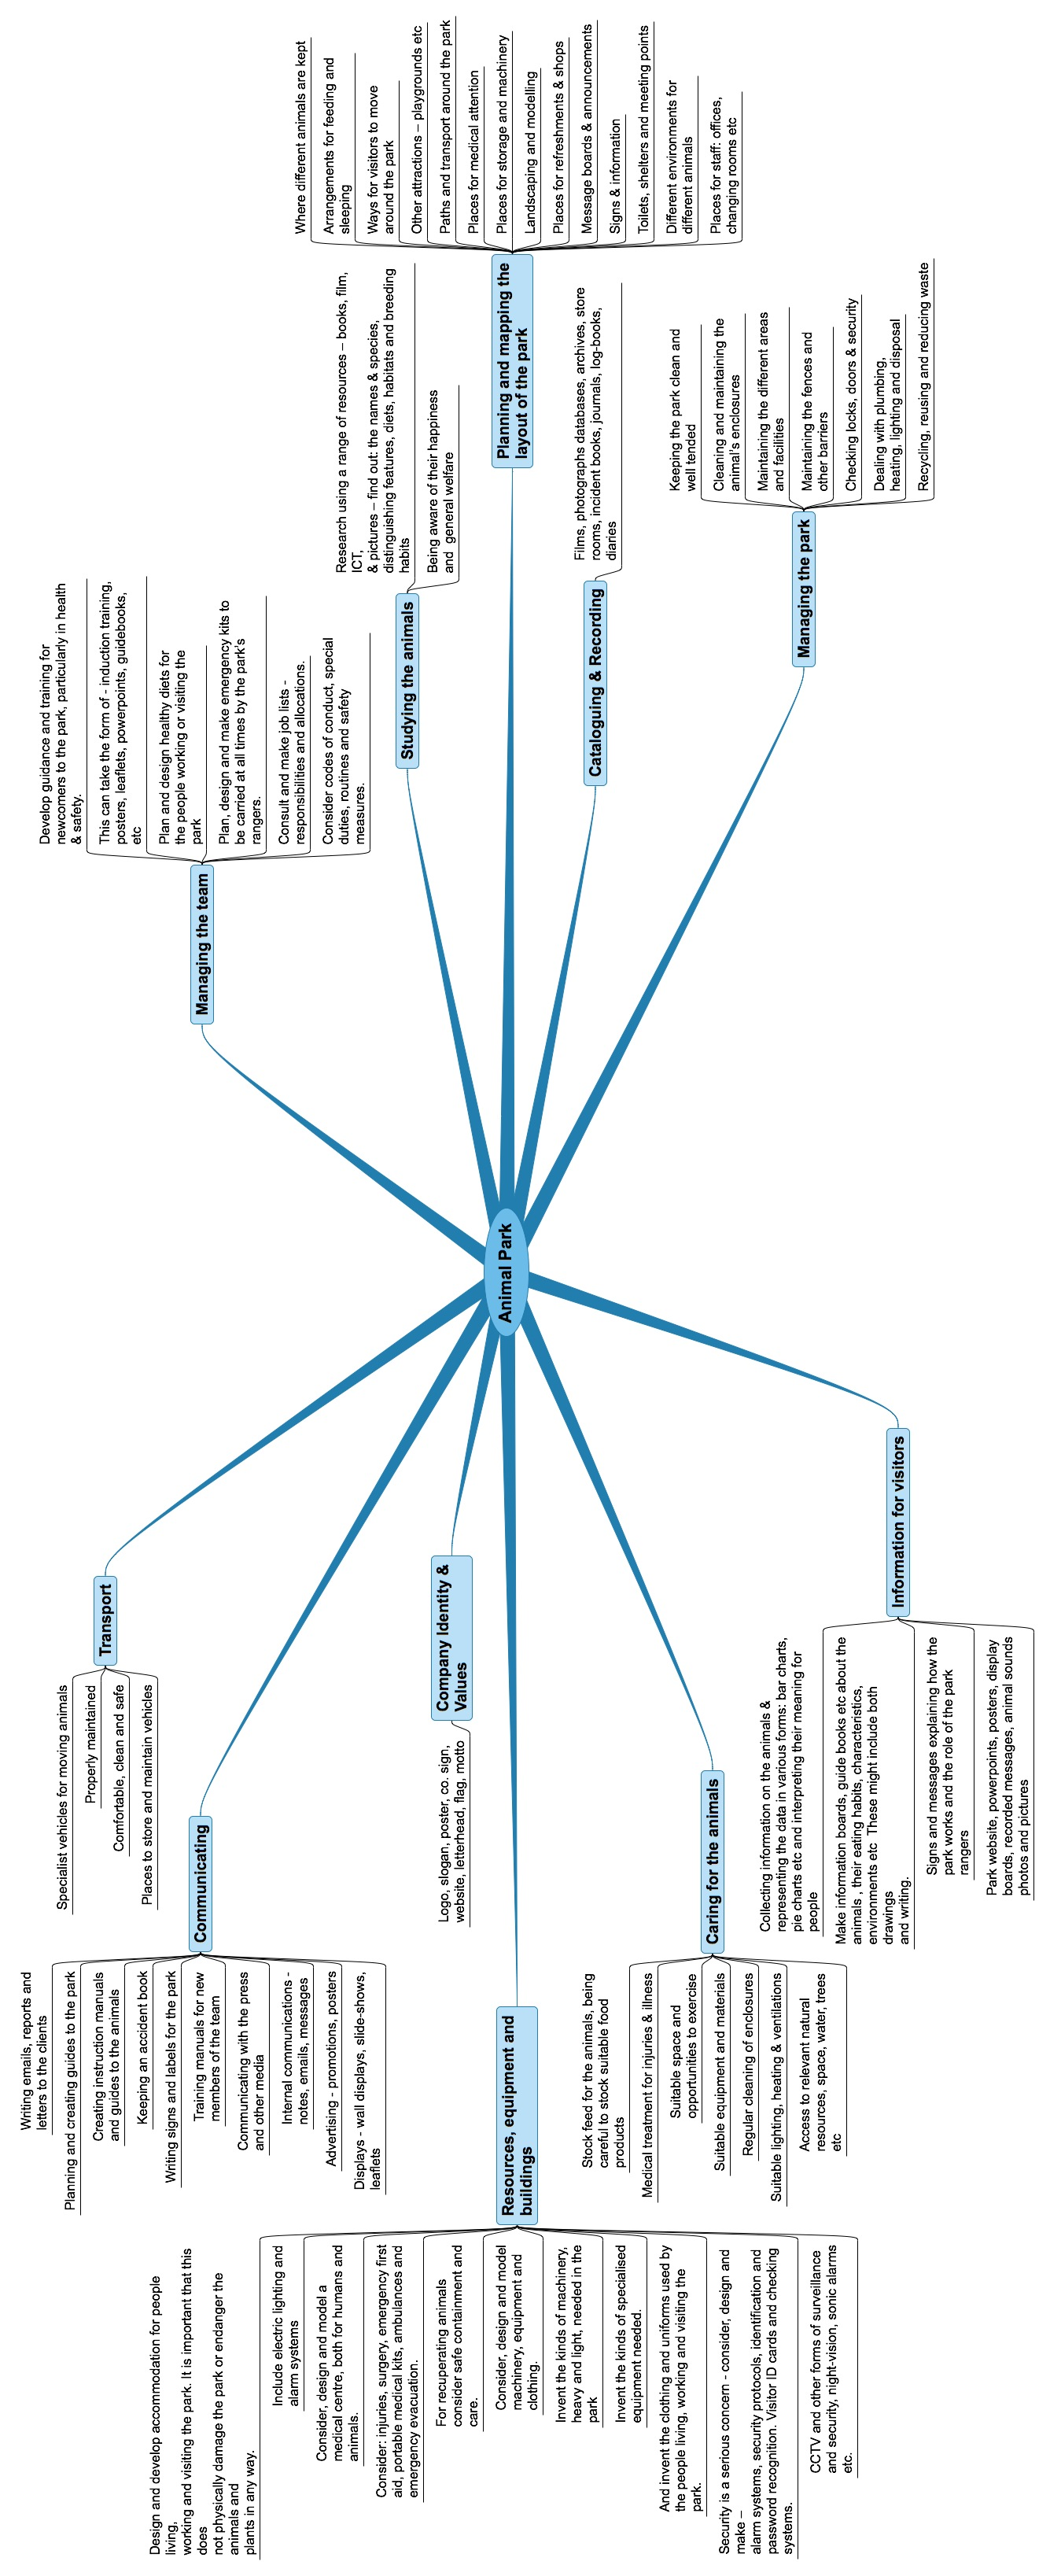 Animal Park
Planning and mapping the
layout of the park
Where different animals are kept
Arrangements for feeding and
sleeping
Ways for visitors to move
around the park
Other attractions – playgrounds etc
Paths and transport around the park
Places for medical attention
Places for storage and machinery
Landscaping and modelling
Places for refreshments & shops
Message boards & announcements
Signs & information
Toilets, shelters and meeting points
Different environments for
different animals
Places for staff: offices,
changing rooms etc
Studying the animals
Research using a range of resources – books, film,
ICT,
& pictures – find out: the names & species,
distinguishing features, diets, habitats and breeding
habits
Being aware of their happiness
and general welfare
Cataloguing & Recording
Films, photographs databases, archives, store
rooms, incident books, journals, log-books,
diaries
Managing the park
Keeping the park clean and
well tended
Cleaning and maintaining the
animal's enclosures
Maintaining the different areas
and facilities
Maintaining the fences and
other barriers
Checking locks, doors & security
Dealing with plumbing,
heating, lighting and disposal
Recycling, reusing and reducing waste
Managing the team
Develop guidance and training for
newcomers to the park, particularly in health
& safety.
This can take the form of - induction training,
posters, leaflets, powerpoints, guidebooks,
etc
Plan and design healthy diets for
the people working or visiting the
park
Plan, design and make emergency kits to
be carried at all times by the park's
rangers.
Consult and make job lists -
responsibilities and allocations.
Consider codes of conduct, special
duties, routines and safety
measures.
Transport
Specialist vehicles for moving animals
Properly maintained
Comfortable, clean and safe
Places to store and maintain vehicles
Communicating
Writing emails, reports and
letters to the clients
Planning and creating guides to the park
Creating instruction manuals
and guides to the animals
Keeping an accident book
Writing signs and labels for the park
Training manuals for new
members of the team
Communicating with the press
and other media
Internal communications -
notes, emails, messages
Advertising - promotions, posters
Displays - wall displays, slide-shows,
leaflets
Company Identity &
Values
Logo, slogan, poster, co. sign,
website, letterhead, flag, motto
Resources, equipment and
buildings
Design and develop accommodation for people
living,
working and visiting the park. It is important that this
does
not physically damage the park or endanger the
animals and
plants in any way.
Include electric lighting and
alarm systems
Consider, design and model a
medical centre, both for humans and
animals.
Consider: injuries, surgery, emergency first
aid, portable medical kits, ambulances and
emergency evacuation.
For recuperating animals
consider safe containment and
care.
Consider, design and model
machinery, equipment and
clothing.
Invent the kinds of machinery,
heavy and light, needed in the
park
Invent the kinds of specialised
equipment needed.
And invent the clothing and uniforms used by
the people living, working and visiting the
park.
Security is a serious concern - consider, design and
make –
alarm systems, security protocols, identification and
password recognition. Visitor ID cards and checking
systems.
CCTV and other forms of surveillance
and security, night-vision, sonic alarms
etc.
Caring for the animals
Stock feed for the animals, being
careful to stock suitable food
products
Medical treatment for injuries & illness
Suitable space and
opportunities to exercise
Suitable equipment and materials
Regular cleaning of enclosures
Suitable lighting, heating & ventilations
Access to relevant natural
resources, space, water, trees
etc
Information for visitors
Collecting information on the animals &
representing the data in various forms: bar charts,
pie charts etc and interpreting their meaning for
people
Make information boards, guide books etc about the
animals , their eating habits, characteristics,
environments etc These might include both
drawings
and writing.
Signs and messages explaining how the
park works and the role of the park
rangers
Park website, powerpoints, posters, display
boards, recorded messages, animal sounds
photos and pictures